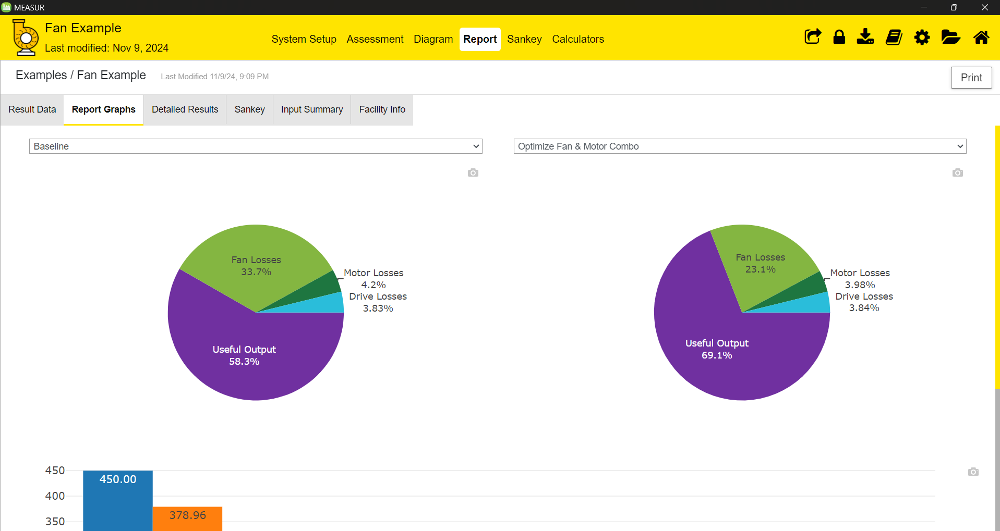 MEASUR
Fan Example
Last modified: Nov 9, 2024
System Setup Assessment Diagram Report Sankey Calculators
Examples / Fan Example Last Modified 11/9/24, 9:09 PM
Print
Result Data Report Graphs Detailed Results Sankey Input Summary Facility Info
Baseline
Optimize Fan & Motor Combo
Fan Losses
33.7%
Motor Losses
4.2%
Drive Losses
3.83%
Useful Output
58.3%
Fan Losses
23.1%
Motor Losses
3.98%
Drive Losses
3.84%
Useful Output
69.1%
450
450.00
400
378.96
350